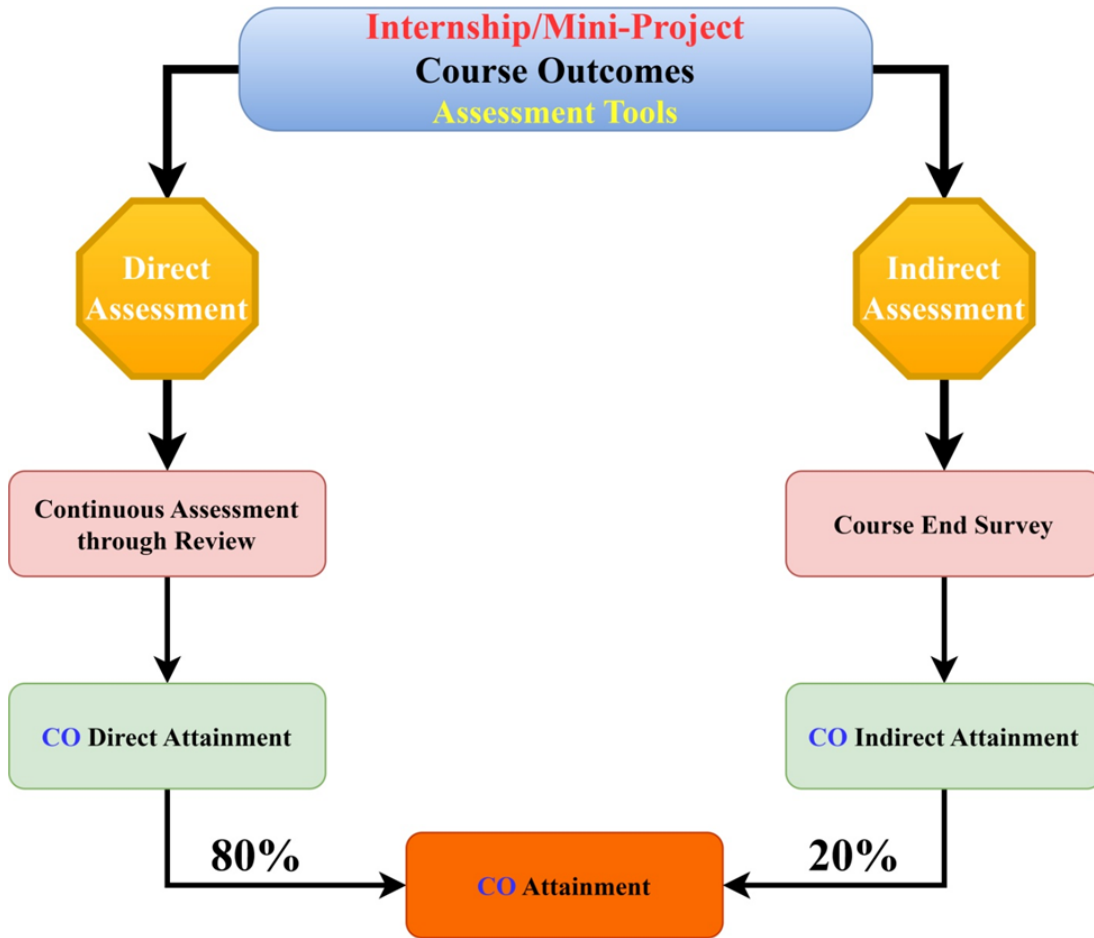 Internship/Mini-Project
Course Outcomes
Assessment Tools
Direct
Assessment
Indirect
Assessment
Continuous Assessment
through Review
Course End Survey
CO Direct Attainment
CO Indirect Attainment
80%
20%
CO Attainment